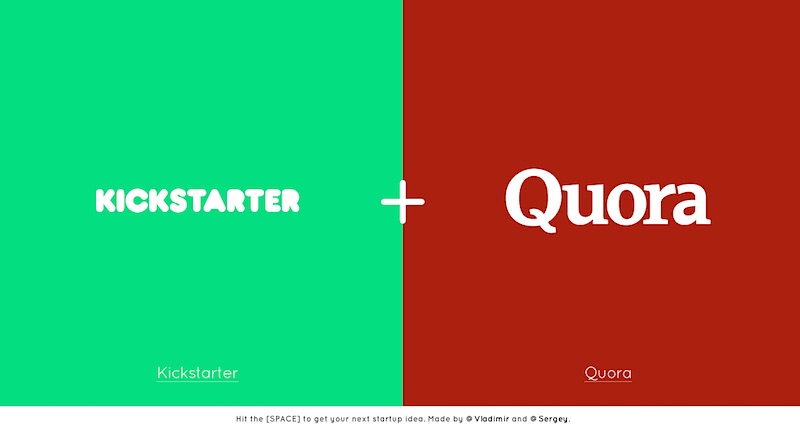 KICKSTARTER + Quora
Kickstarter Quora
Hit the [SPACE] to get your next startup idea. Made by @Vladimir and @Sergey.